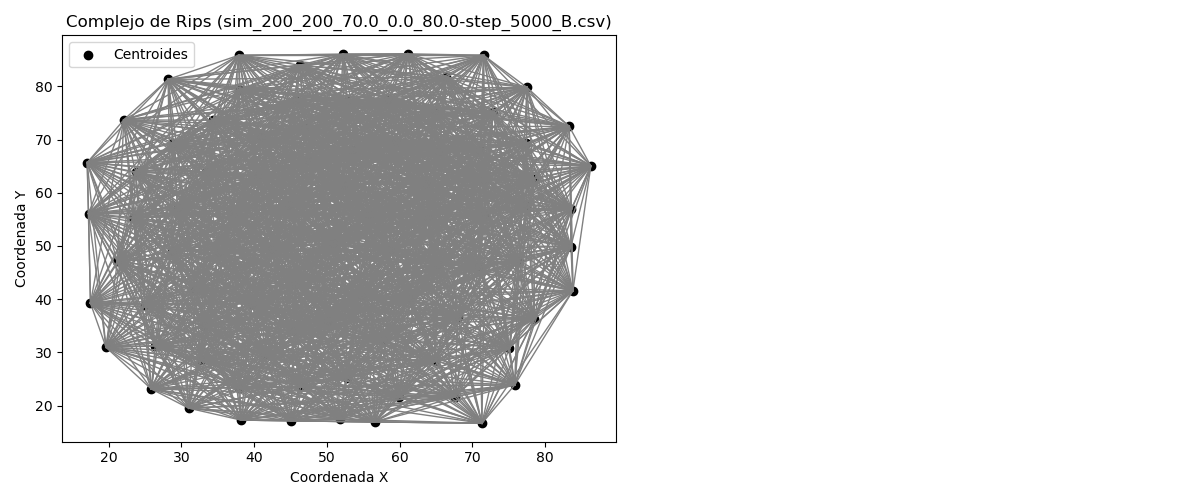 Complejo de Rips (sim_200_200_70.0_0.0_80.0-step_5000_B.csv)
Centroides
Coordenada Y
80
70
60
50
40
30
20
20 30 40 50 60 70 80
Coordenada X